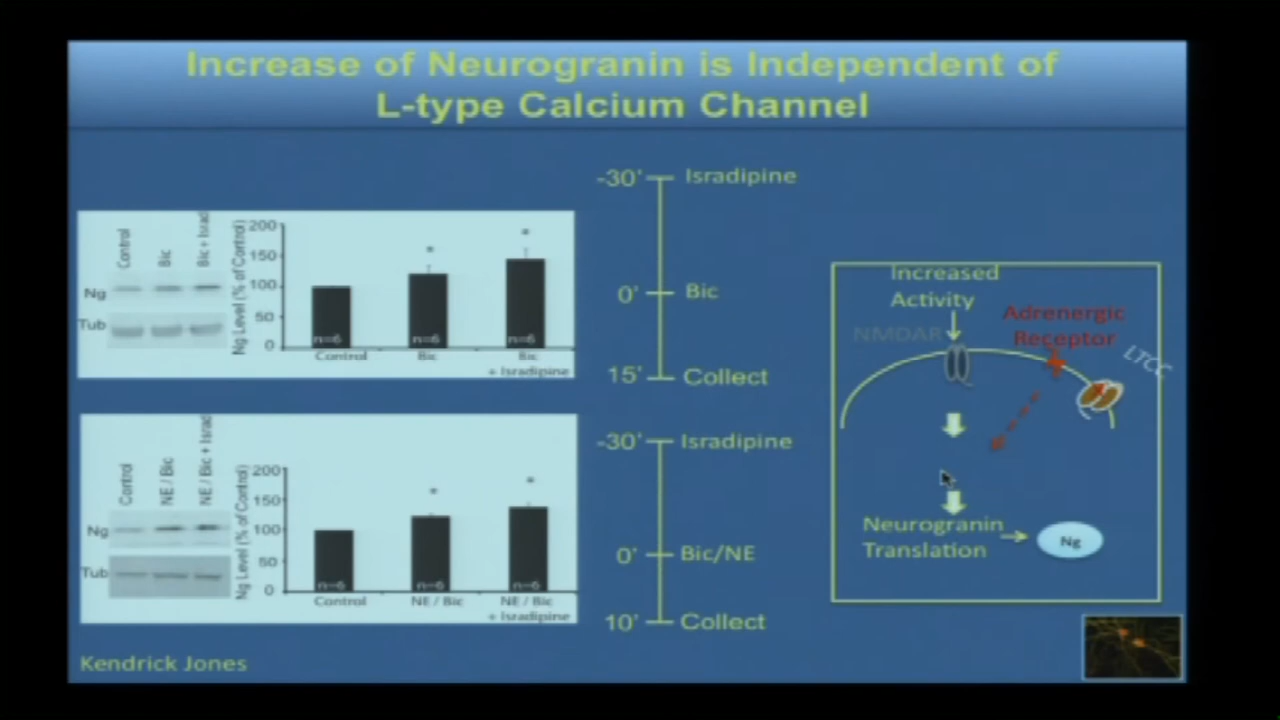 Increase of Neurogranin is Independent of
L-type Calcium Channel
Control
Bic
Bic + Israd
Ng
Tub
Ng Level (% of Control)
200
150
100
50
0
n=6
n=6
n=6
Control
Bic
Bic
+ Isradipine
-30' Isradipine
0' Bic
15' Collect
Control
NE / Bic
NE / Bic + Israd
Ng
Tub
Ng Level (% of Control)
200
150
100
50
0
n=6
n=6
n=6
Control
NE / Bic
NE / Bic
+ Isradipine
-30' Isradipine
0' Bic/NE
10' Collect
Increased
Activity
NMDAR
Adrenergic
Receptor
LTCC
Neurogranin
Translation
Ng
Kendrick Jones